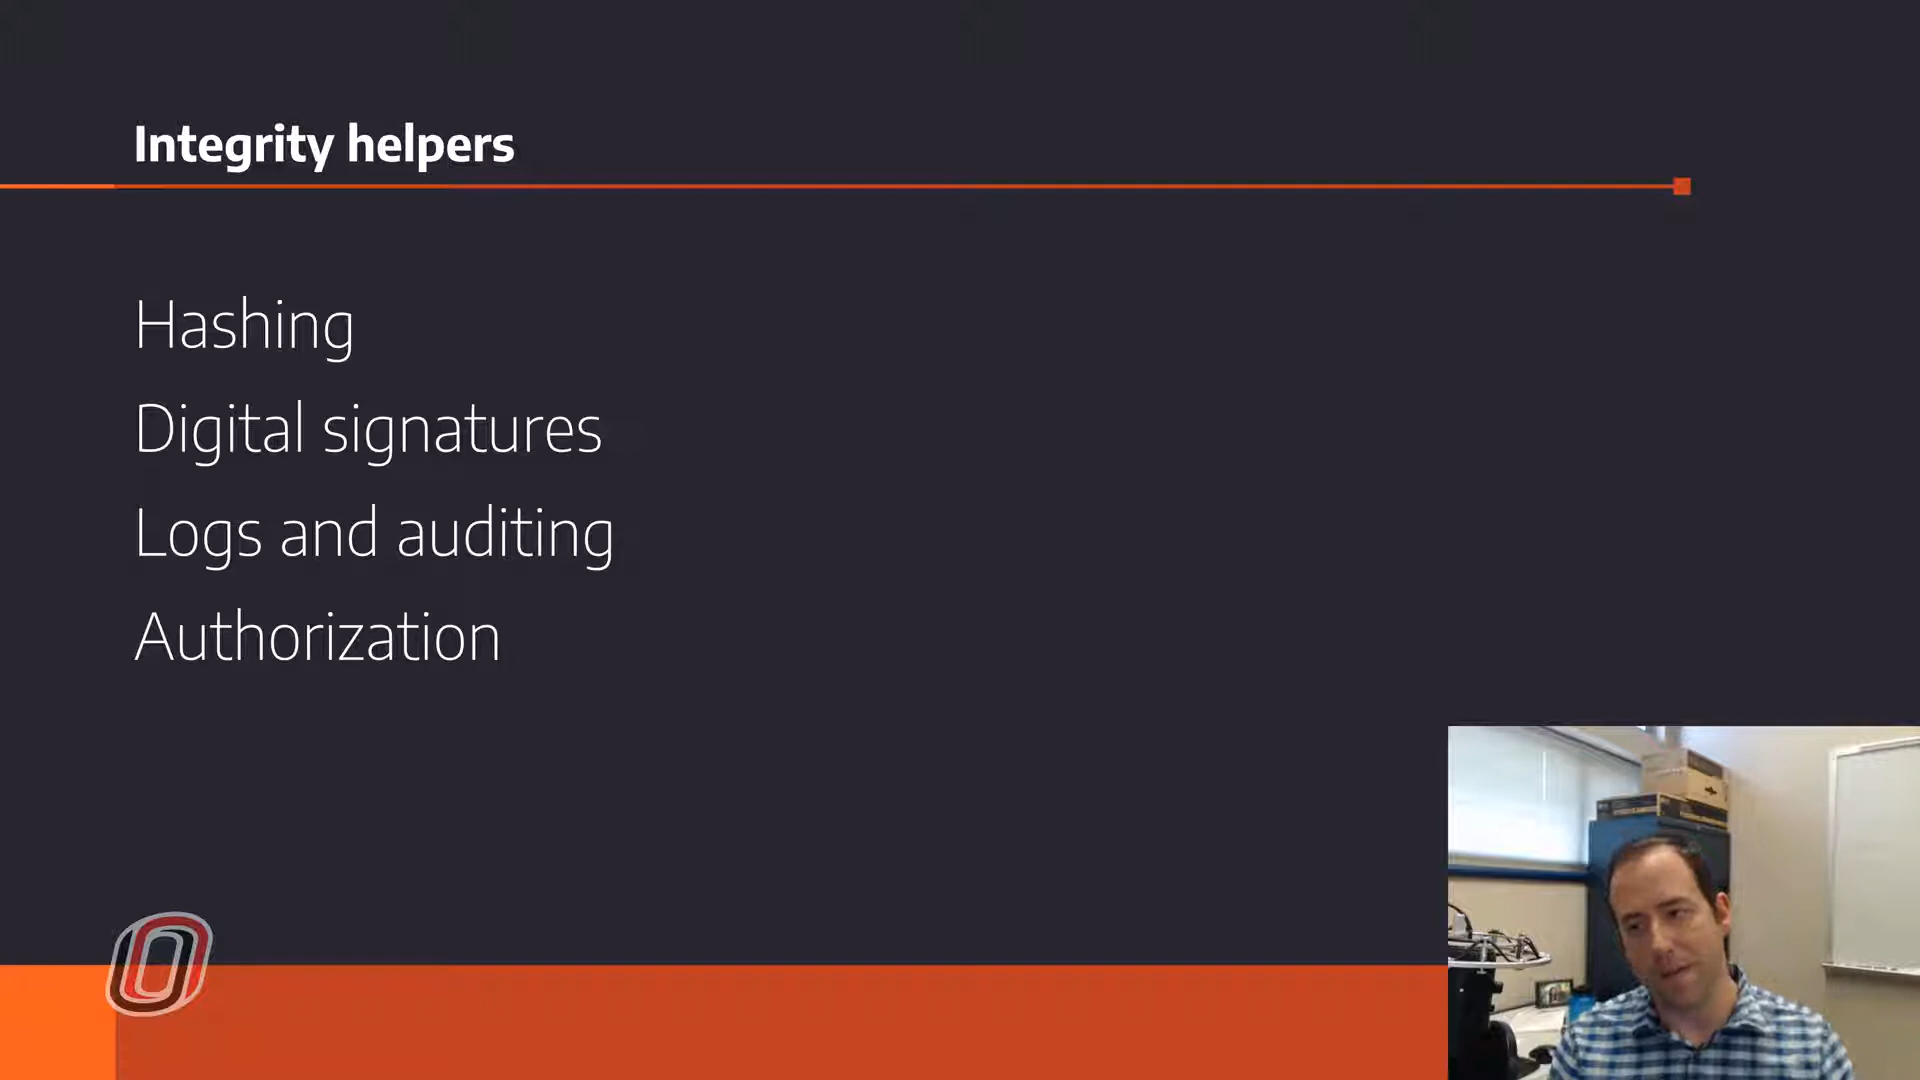 Integrity helpers
Hashing
Digital signatures
Logs and auditing
Authorization